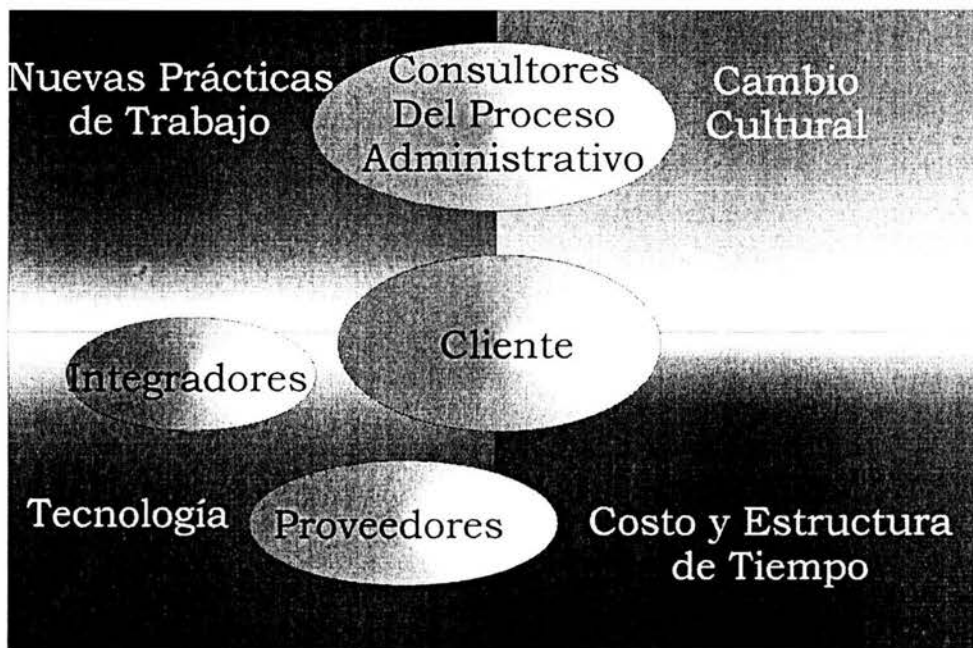 Nuevas Prácticas
de Trabajo
Consultores
Del Proceso
Administrativo
Cambio
Cultural
Integradores
Cliente
Tecnología
Proveedores
Costo y Estructura
de Tiempo